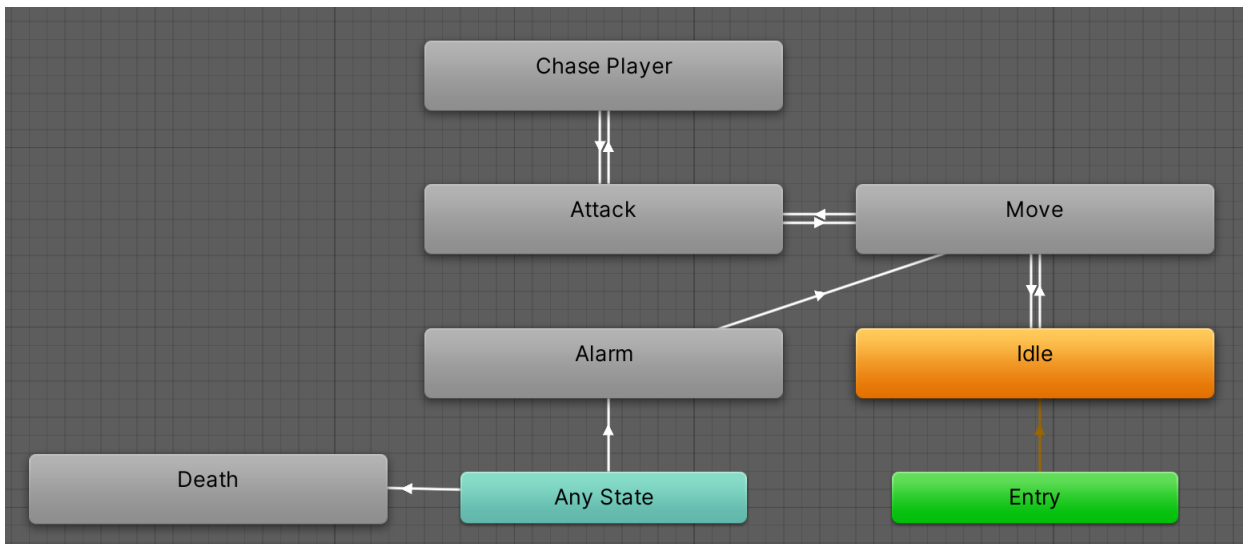 Chase Player
Attack
Move
Alarm
Idle
Death
Any State
Entry